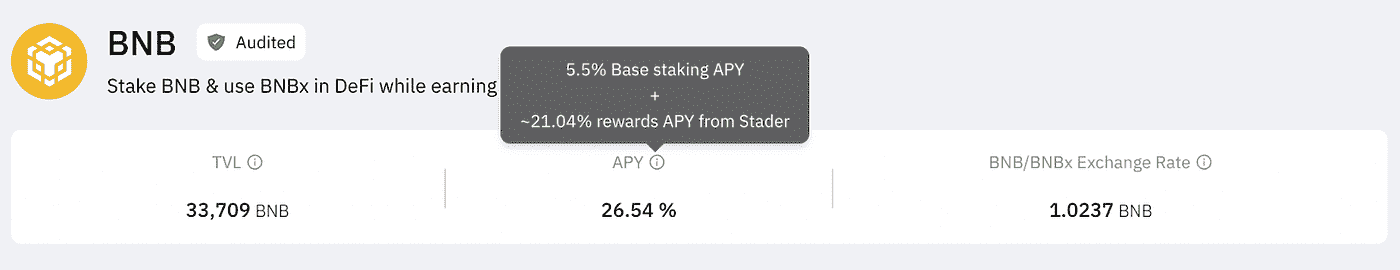 BNB Audited
Stake BNB & use BNBx in DeFi while earning
5.5% Base staking APY
+
~21.04% rewards APY from Stader
TVL
33,709 BNB
APY
26.54 %
BNB/BNBx Exchange Rate
1.0237 BNB